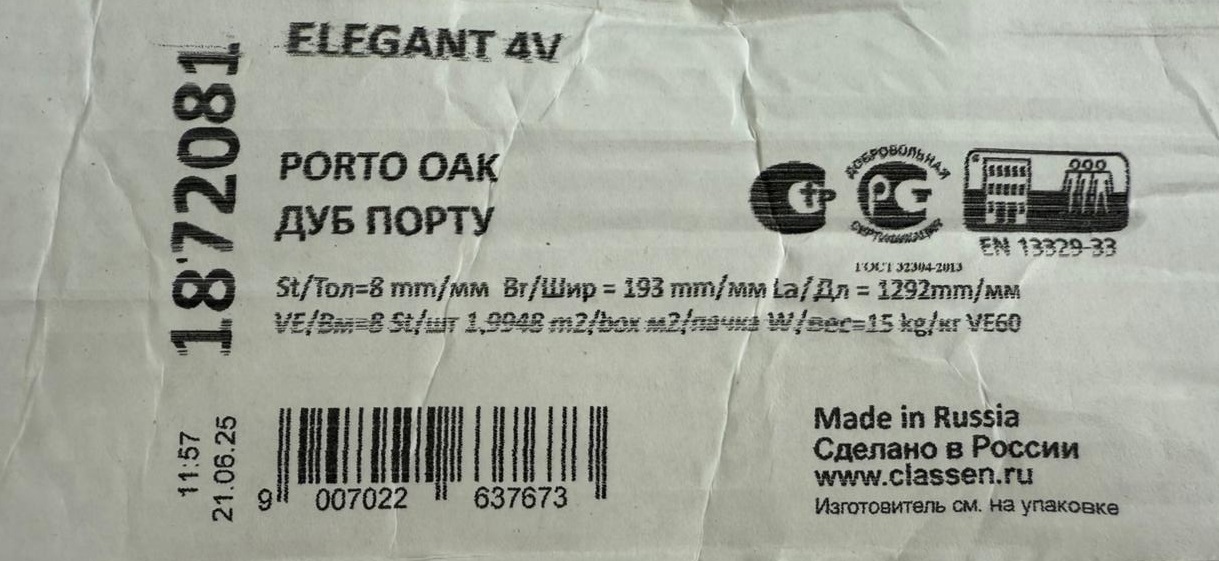 ELEGANT 4V
1872081
PORTO OAK
ДУБ ПОРТУ
ДОБРОВОЛЬНАЯ
РСТ
СЕРТИФИКАЦИЯ
ГОСТ 32304-2013
EN 13329-33
St/Тол=8 mm/мм Br/Шир = 193 mm/мм La/Дл = 1292mm/мм
VE/Вм=8 St/шт 1,9948 m2/box м2/пачка W/вес=15 kg/кг VE60
11:57
21.06.25
9 007022 637673
Made in Russia
Сделано в России
www.classen.ru
Изготовитель см. на упаковке